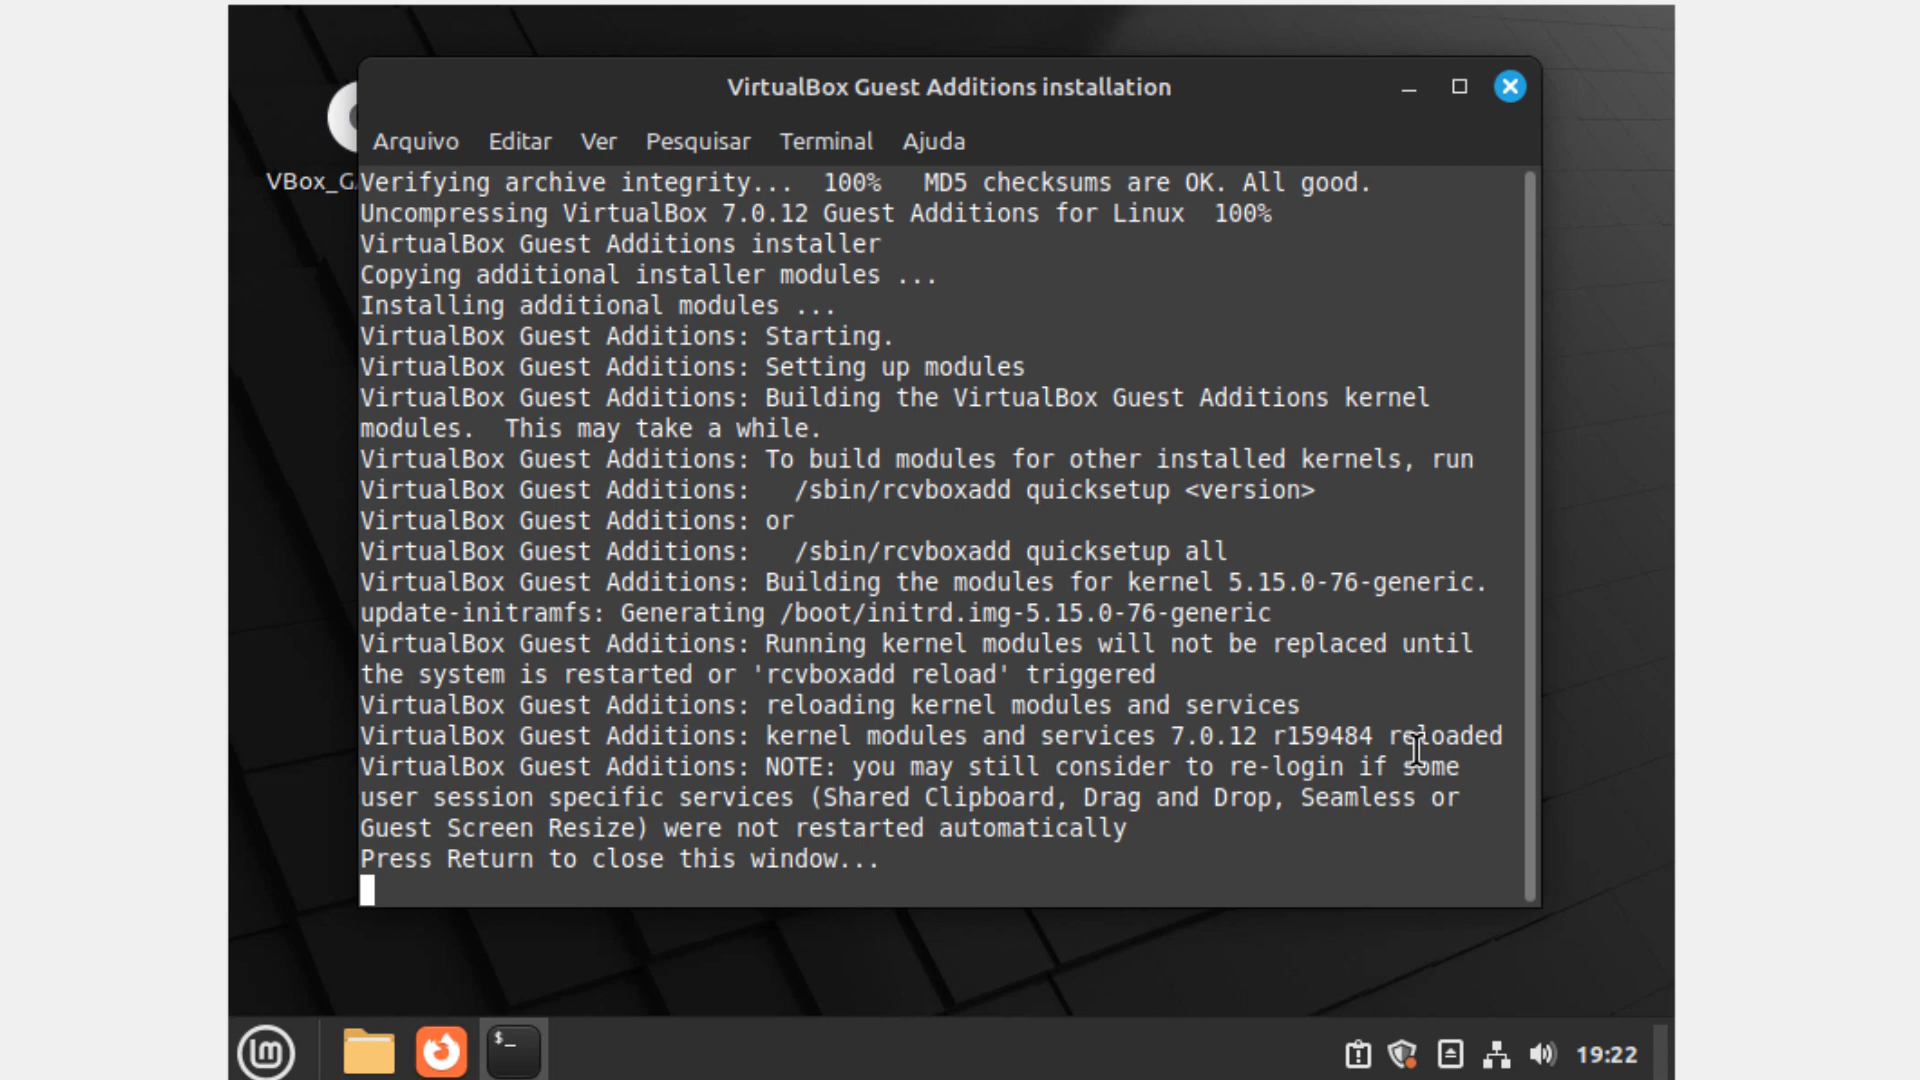 VirtualBox Guest Additions installation
Arquivo Editar Ver Pesquisar Terminal Ajuda
VBox_G
Verifying archive integrity...  100%   MD5 checksums are OK. All good.
Uncompressing VirtualBox 7.0.12 Guest Additions for Linux  100%
VirtualBox Guest Additions installer
Copying additional installer modules ...
Installing additional modules ...
VirtualBox Guest Additions: Starting.
VirtualBox Guest Additions: Setting up modules
VirtualBox Guest Additions: Building the VirtualBox Guest Additions kernel
modules.  This may take a while.
VirtualBox Guest Additions: To build modules for other installed kernels, run
VirtualBox Guest Additions:   /sbin/rcvboxadd quicksetup <version>
VirtualBox Guest Additions: or
VirtualBox Guest Additions:   /sbin/rcvboxadd quicksetup all
VirtualBox Guest Additions: Building the modules for kernel 5.15.0-76-generic.
update-initramfs: Generating /boot/initrd.img-5.15.0-76-generic
VirtualBox Guest Additions: Running kernel modules will not be replaced until
the system is restarted or 'rcvboxadd reload' triggered
VirtualBox Guest Additions: reloading kernel modules and services
VirtualBox Guest Additions: kernel modules and services 7.0.12 r159484 reloaded
VirtualBox Guest Additions: NOTE: you may still consider to re-login if some
user session specific services (Shared Clipboard, Drag and Drop, Seamless or
Guest Screen Resize) were not restarted automatically
Press Return to close this window...
$_
19:22